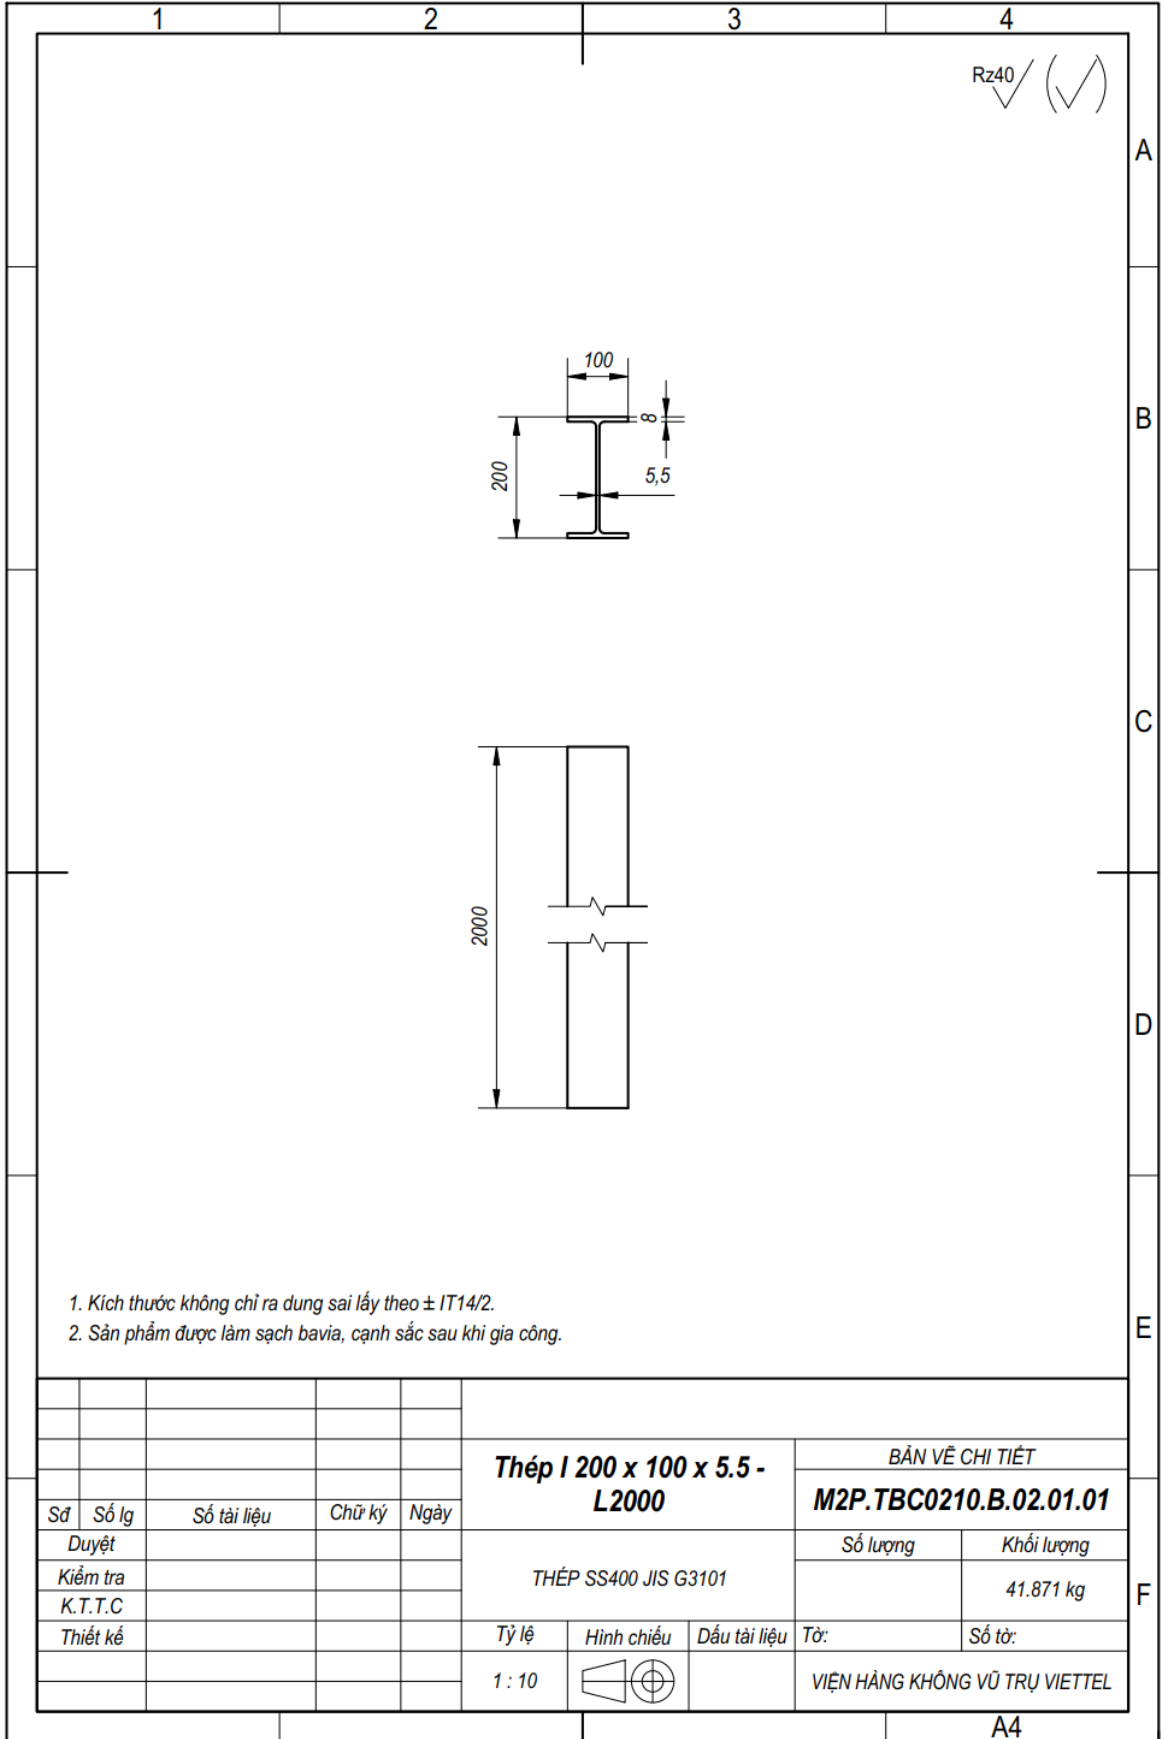 1 2 3 4
Rz40
A
B
C
D
E
F
100
8
200
5,5
2000
1. Kích thước không chỉ ra dung sai lấy theo ± IT14/2.
2. Sản phẩm được làm sạch bavia, cạnh sắc sau khi gia công.
Thép I 200 x 100 x 5.5 -
L2000
BẢN VẼ CHI TIẾT
M2P.TBC0210.B.02.01.01
Sđ Số lg Số tài liệu Chữ ký Ngày
Duyệt
Kiểm tra
K.T.T.C
Thiết kế
THÉP SS400 JIS G3101
Số lượng Khối lượng
41.871 kg
Tỷ lệ Hình chiếu Dấu tài liệu Tờ: Số tờ:
1 : 10
VIỆN HÀNG KHÔNG VŨ TRỤ VIETTEL
A4